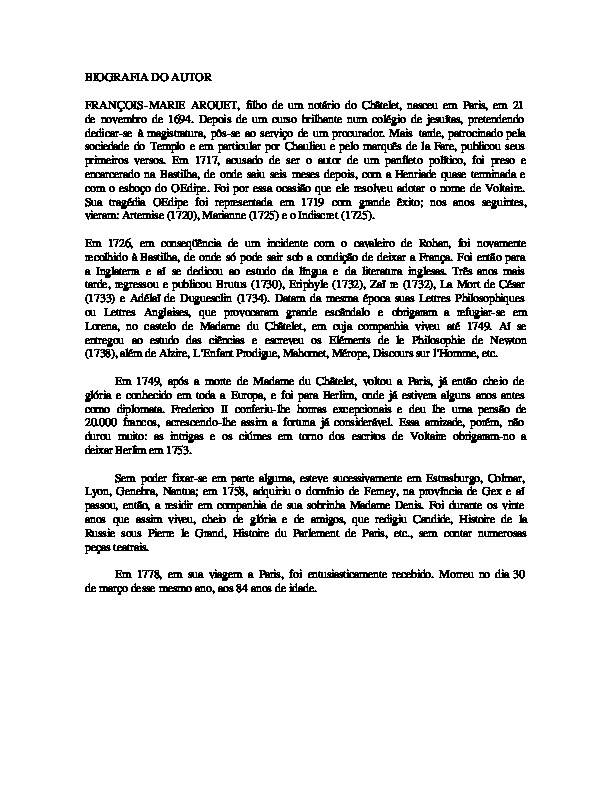 BIOGRAFIA DO AUTOR
FRANÇOIS-MARIE AROUET, filho de um notário do Châtelet, nasceu em Paris, em 21
de novembro de 1694. Depois de um curso brilhante num colégio de jesuítas, pretendendo
dedicar-se à magistratura, pôs-se ao serviço de um procurador. Mais tarde, patrocinado pela
sociedade do Templo e em particular por Chaulieu e pelo marquês de la Fare, publicou seus
primeiros versos. Em 1717, acusado de ser o autor de um panfleto político, foi preso e
encarcerado na Bastilha, de onde saiu seis meses depois, com a Henriade quase terminada e
com o esboço do OEdipe. Foi por essa ocasião que ele resolveu adotar o nome de Voltaire.
Sua tragédia OEdipe foi representada em 1719 com grande êxito; nos anos seguintes,
vieram: Artemise (1720), Marianne (1725) e o Indiscret (1725).
Em 1726, em conseqüência de um incidente com o cavaleiro de Rohan, foi novamente
recolhido à Bastilha, de onde só pode sair sob a condição de deixar a França. Foi então para
a Inglaterra e aí se dedicou ao estudo da língua e da literatura inglesas. Três anos mais
tarde, regressou e publicou Brutus (1730), Eriphyle (1732), Zaï re (1732), La Mort de César
(1733) e Adélaï de Duguesclin (1734). Datam da mesma época suas Lettres Philosophiques
ou Lettres Anglaises, que provocaram grande escândalo e obrigaram a refugiar-se em
Lorena, no castelo de Madame du Châtelet, em cuja companhia viveu até 1749. Aí se
entregou ao estudo das ciências e escreveu os Eléments de le Philosophie de Newton
(1738), além de Alzire, L'Enfant Prodigue, Mahomet, Mérope, Discours sur l'Homme, etc.
Em 1749, após a morte de Madame du Châtelet, voltou a Paris, já então cheio de
glória e conhecido em toda a Europa, e foi para Berlim, onde já estivera alguns anos antes
como diplomata. Frederico II conferiu-lhe honras excepcionais e deu lhe uma pensão de
20.000 francos, acrescendo-lhe assim a fortuna já considerável. Essa amizade, porém, não
durou muito: as intrigas e os ciúmes em torno dos escritos de Voltaire obrigaram-no a
deixar Berlim em 1753.
Sem poder fixar-se em parte alguma, esteve sucessivamente em Estrasburgo, Colmar,
Lyon, Genebra, Nantua; em 1758, adquiriu o domínio de Ferney, na província de Gex e aí
passou, então, a residir em companhia de sua sobrinha Madame Denis. Foi durante os vinte
anos que assim viveu, cheio de glória e de amigos, que redigiu Candide, Histoire de la
Russie sous Pierre le Grand, Histoire du Parlement de Paris, etc., sem contar numerosas
peças teatrais.
Em 1778, em sua viagem a Paris, foi entusiasticamente recebido. Morreu no dia 30
de março desse mesmo ano, aos 84 anos de idade.